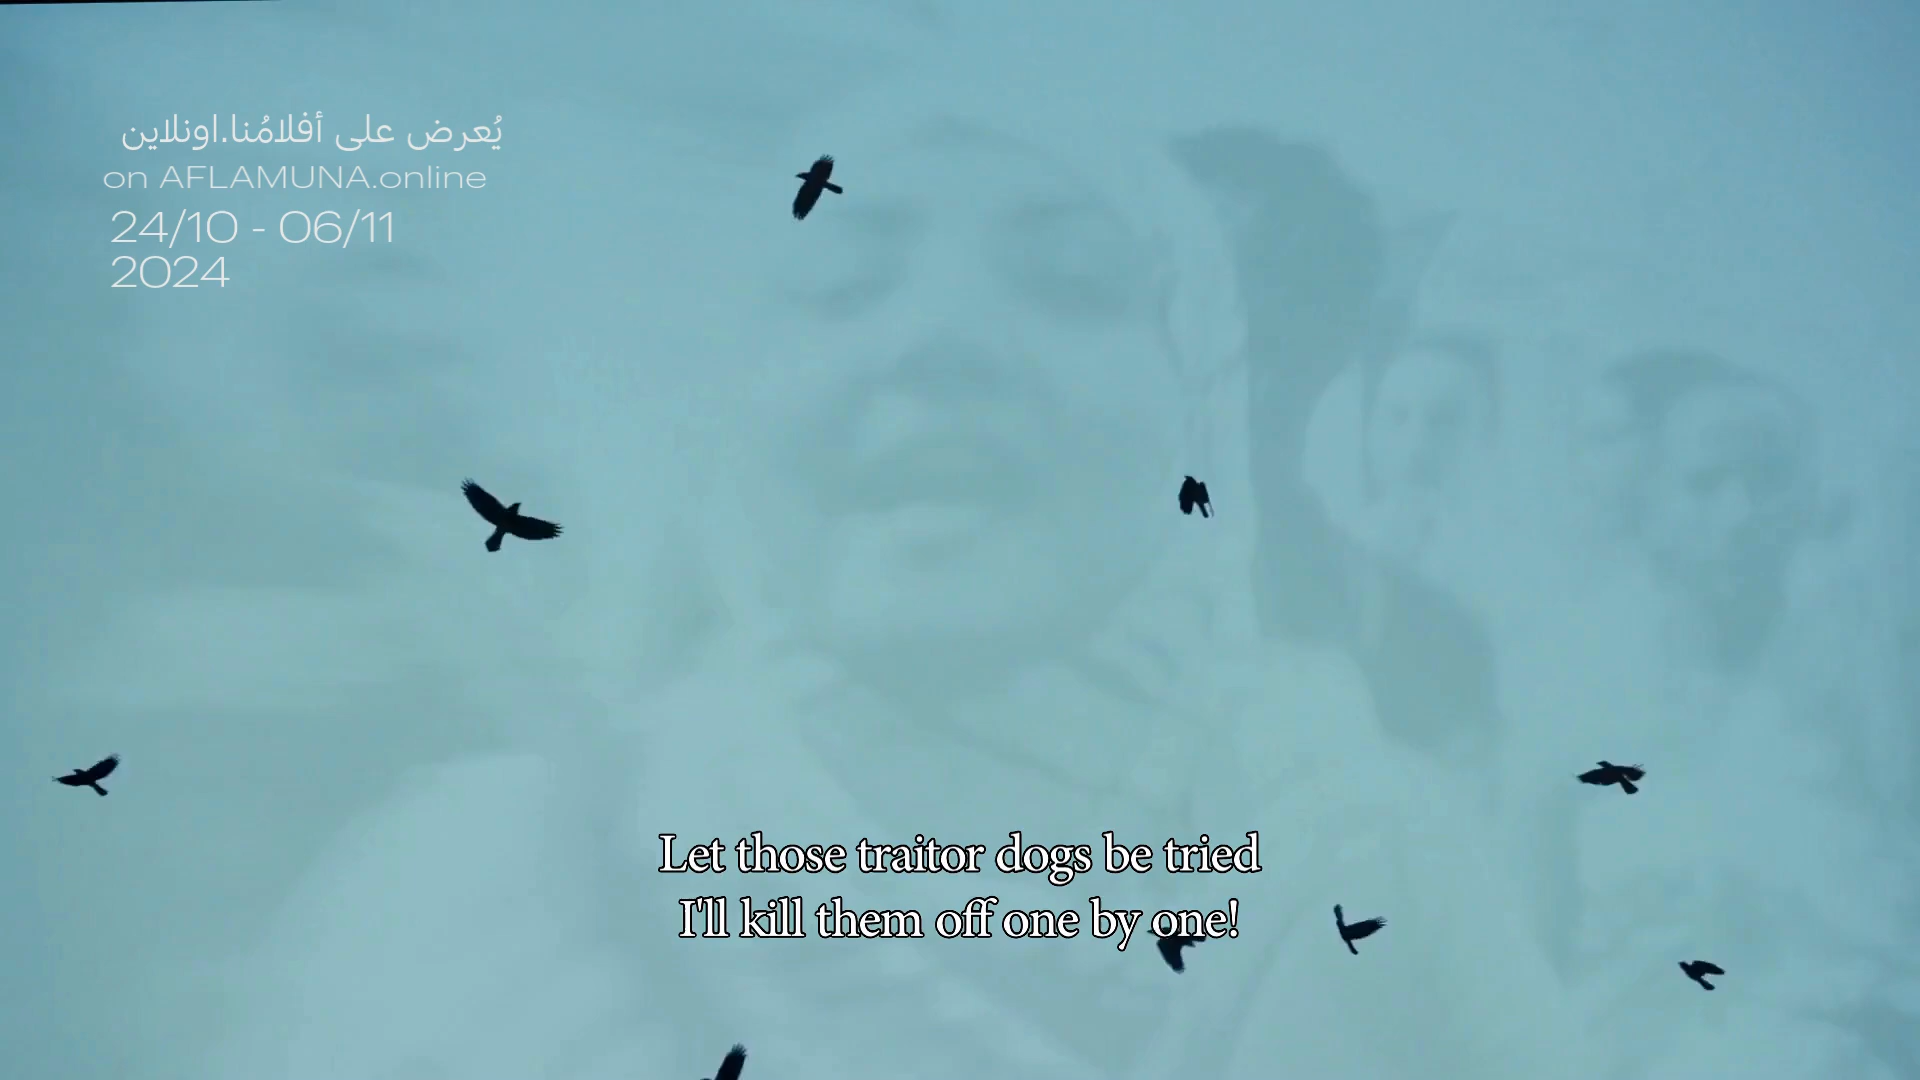 يُعرض على أفلامُنا.اونلاين
on AFLAMUNA.online
24/10 - 06/11
2024
Let those traitor dogs be tried
I'll kill them off one by one!